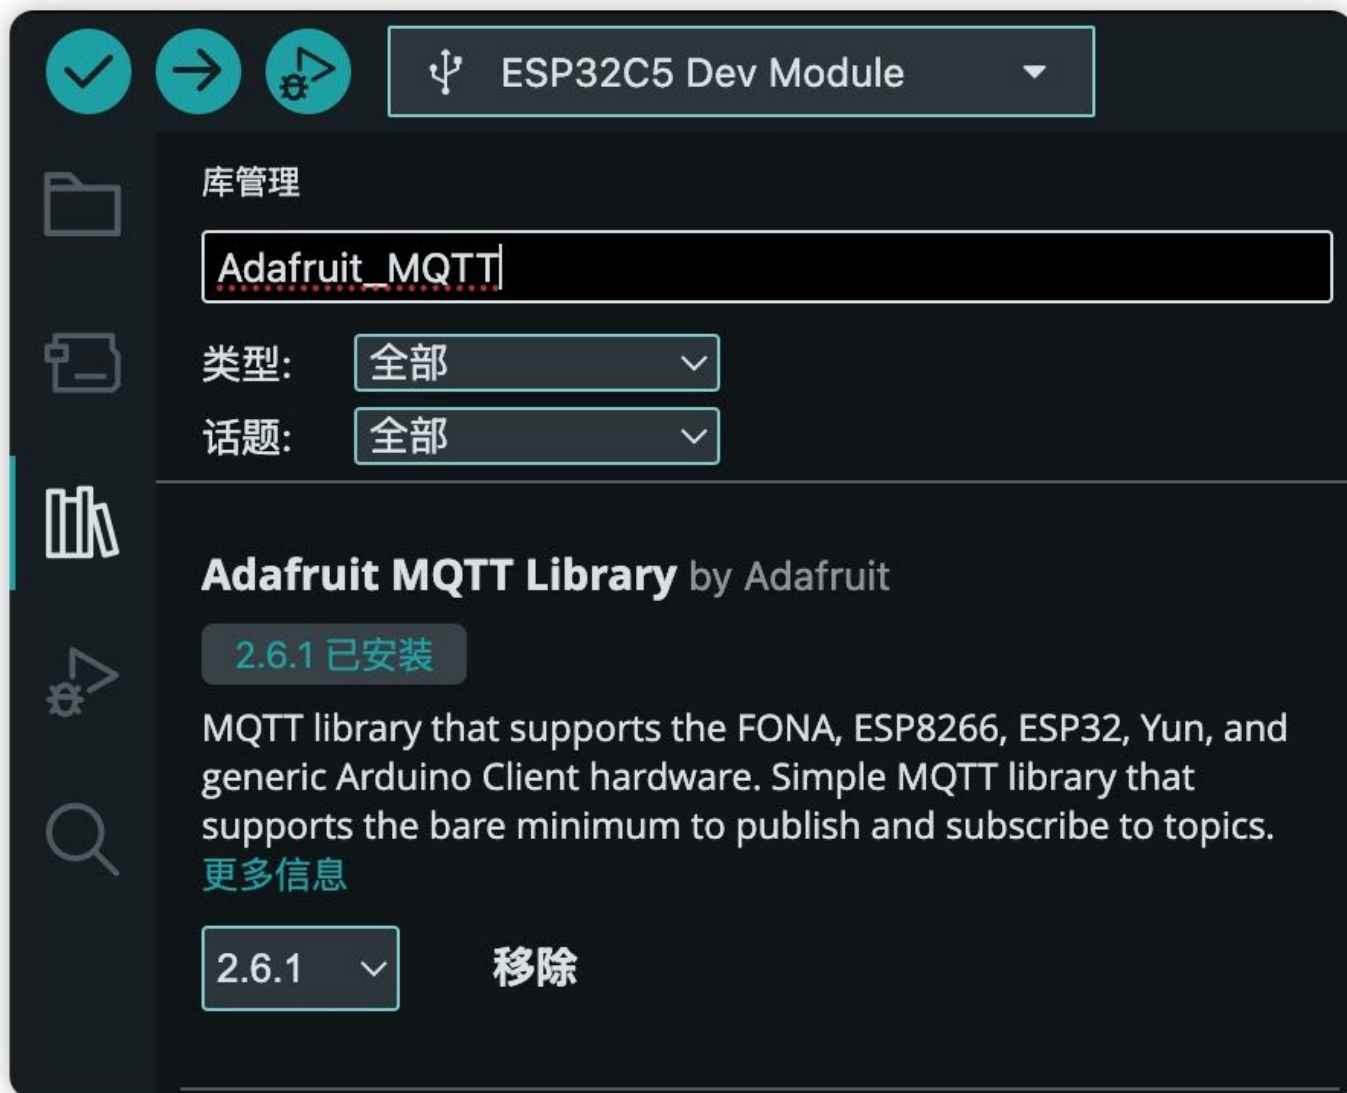 ESP32C5 Dev Module
库管理
Adafruit_MQTT
类型: 全部
话题: 全部
Adafruit MQTT Library by Adafruit
2.6.1 已安装
MQTT library that supports the FONA, ESP8266, ESP32, Yun, and
generic Arduino Client hardware. Simple MQTT library that
supports the bare minimum to publish and subscribe to topics.
更多信息
2.6.1 移除